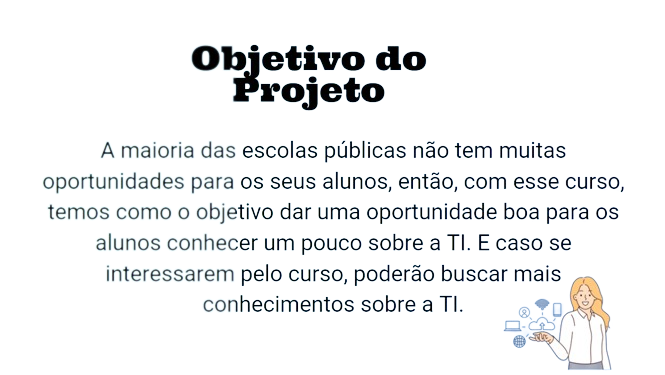 Objetivo do
Projeto
A maioria das escolas públicas não tem muitas
oportunidades para os seus alunos, então, com esse curso,
temos como o objetivo dar uma oportunidade boa para os
alunos conhecer um pouco sobre a TI. E caso se
interessarem pelo curso, poderão buscar mais
conhecimentos sobre a TI.